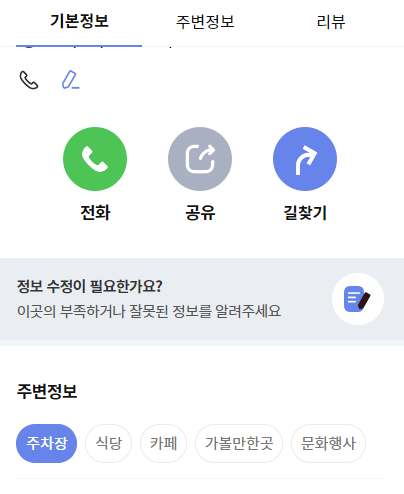 기본정보 주변정보 리뷰
전화 공유 길찾기
정보 수정이 필요한가요?
이곳의 부족하거나 잘못된 정보를 알려주세요
주변정보
주차장 식당 카페 가볼만한곳 문화행사